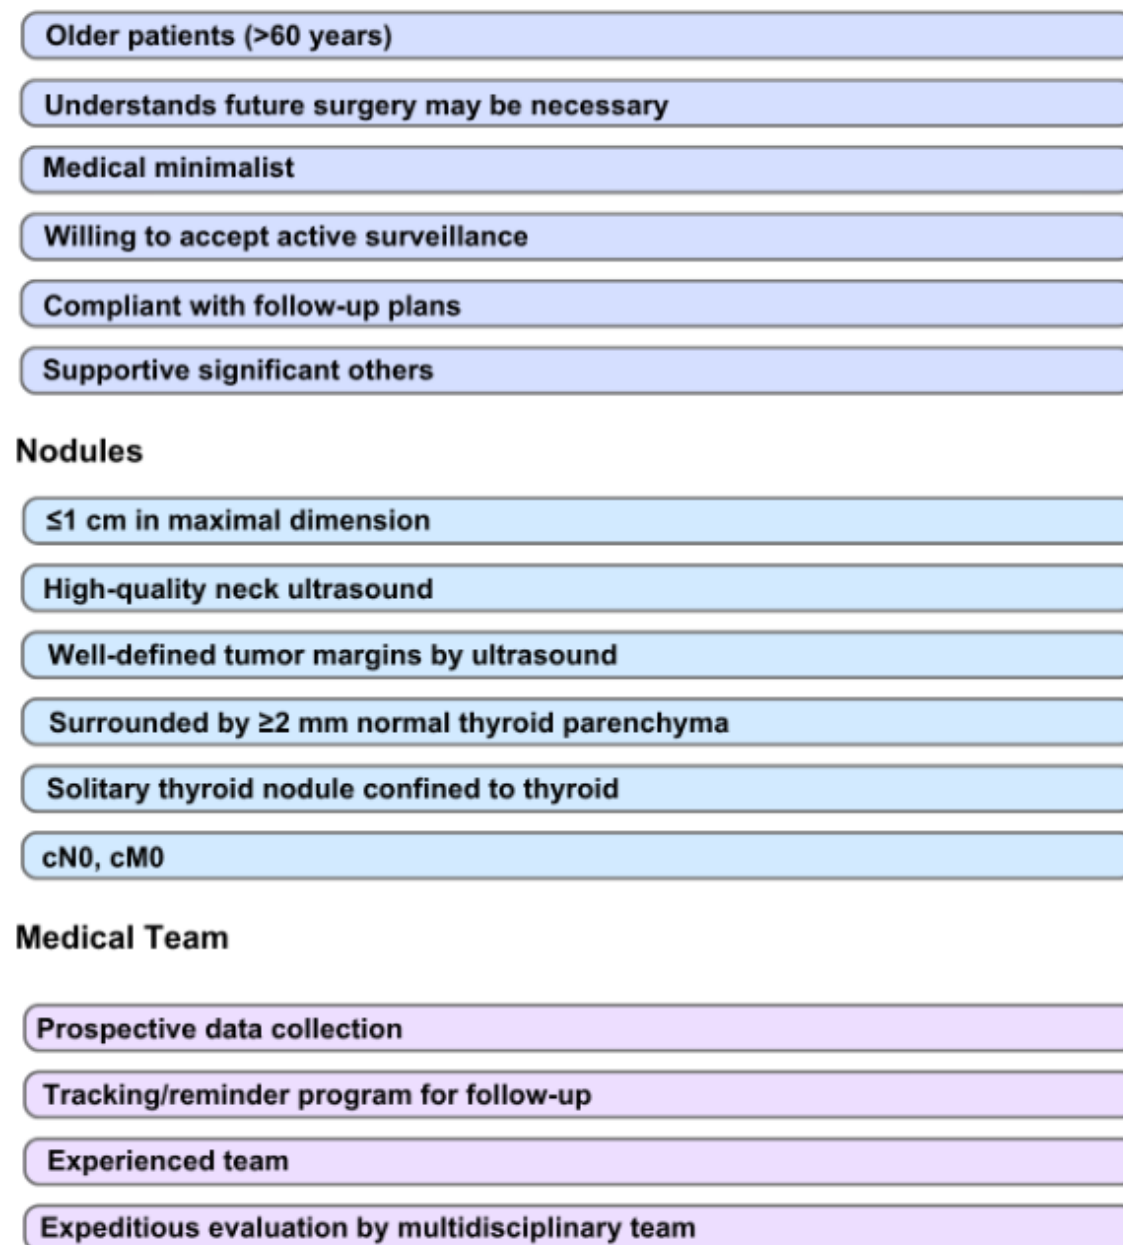 Older patients (>60 years)
Understands future surgery may be necessary
Medical minimalist
Willing to accept active surveillance
Compliant with follow-up plans
Supportive significant others
Nodules
≤1 cm in maximal dimension
High-quality neck ultrasound
Well-defined tumor margins by ultrasound
Surrounded by ≥2 mm normal thyroid parenchyma
Solitary thyroid nodule confined to thyroid
cN0, cM0
Medical Team
Prospective data collection
Tracking/reminder program for follow-up
Experienced team
Expeditious evaluation by multidisciplinary team